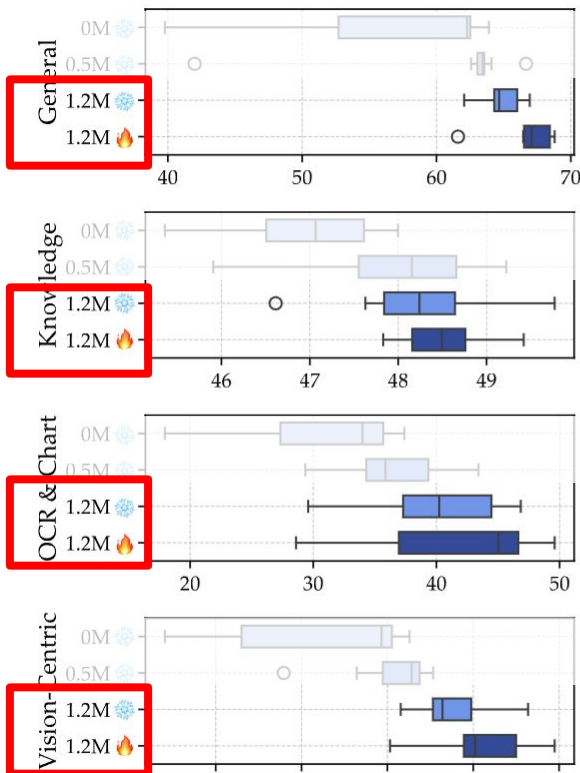 General
0M ❄️
0.5M ❄️
1.2M ❄️
1.2M 🔥
40 50 60 70
Knowledge
0M ❄️
0.5M ❄️
1.2M ❄️
1.2M 🔥
46 47 48 49
OCR & Chart
0M ❄️
0.5M ❄️
1.2M ❄️
1.2M 🔥
20 30 40 50
Vision-Centric
0M ❄️
0.5M ❄️
1.2M ❄️
1.2M 🔥